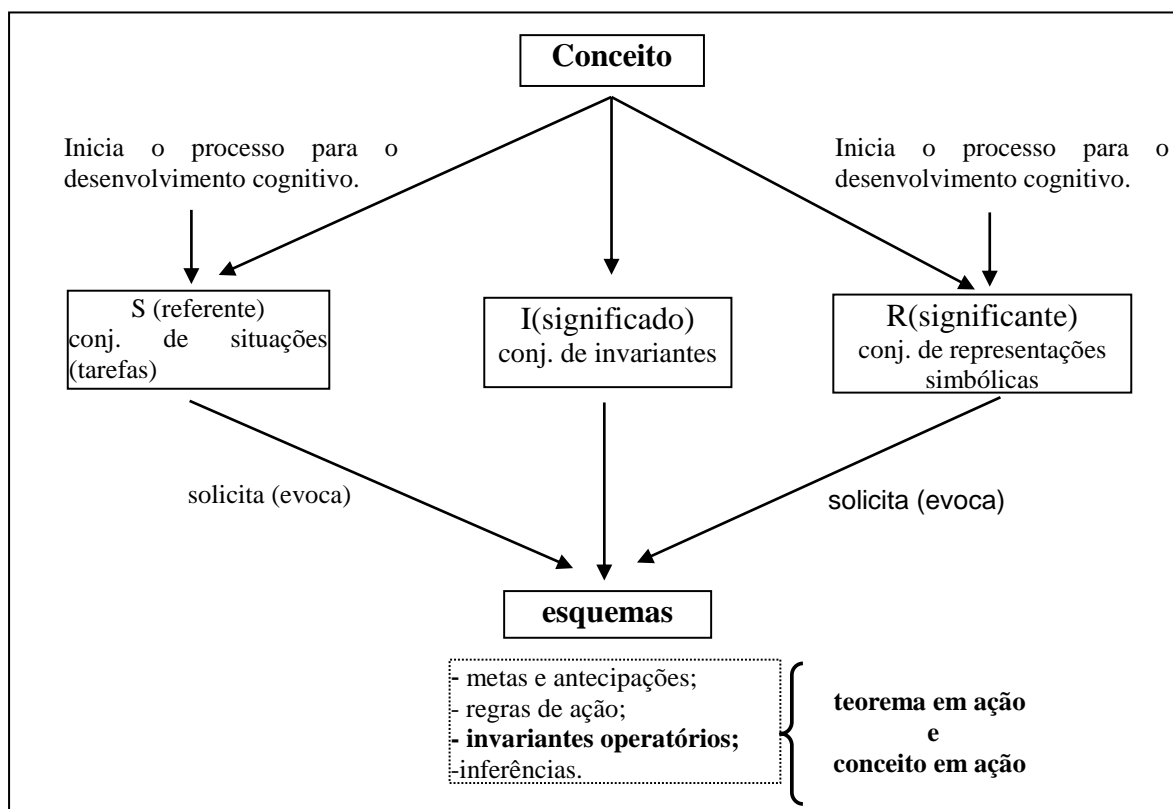 Conceito
Inicia o processo para o
desenvolvimento cognitivo.
Inicia o processo para o
desenvolvimento cognitivo.
S (referente)
conj. de situações
(tarefas)
I(significado)
conj. de invariantes
R(significante)
conj. de representações
simbólicas
solicita (evoca)
solicita (evoca)
esquemas
- metas e antecipações;
- regras de ação;
- invariantes operatórios;
-inferências.
teorema em ação
e
conceito em ação